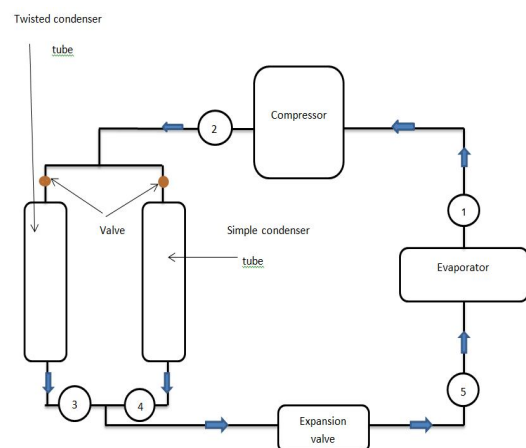 Twisted condenser
tube
2
Compressor
1
Valve
Simple condenser
tube
Evaporator
3
4
5
Expansion
valve